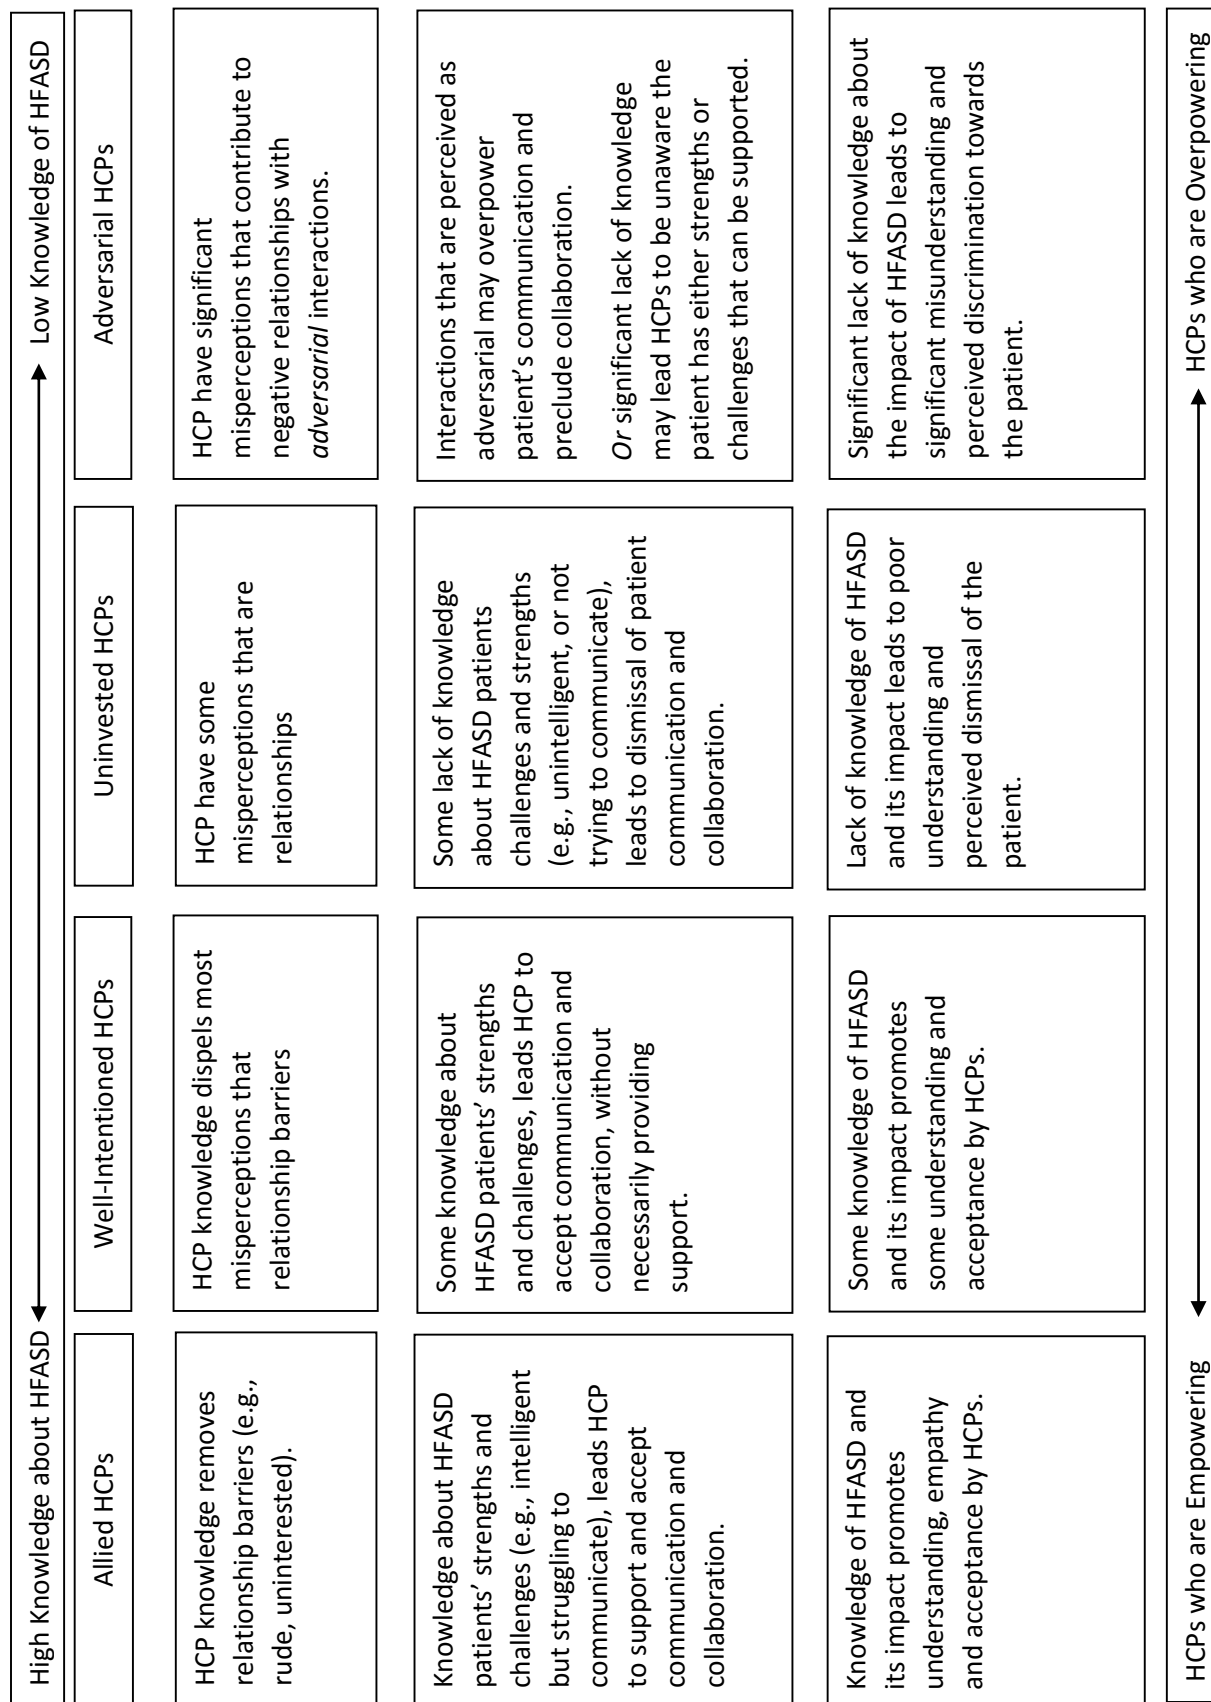 High Knowledge about HFASD
Low Knowledge of HFASD
Allied HCPs
Well-Intentioned HCPs
Uninvested HCPs
Adversarial HCPs
HCP knowledge removes
relationship barriers (e.g.,
rude, uninterested).
HCP knowledge dispels most
misperceptions that
relationship barriers
HCP have some
misperceptions that are
relationships
HCP have significant
misperceptions that contribute to
negative relationships with
adversarial interactions.
Knowledge about HFASD
patients’ strengths and
challenges (e.g., intelligent
but struggling to
communicate), leads HCP
to support and accept
communication and
collaboration.
Some knowledge about
HFASD patients’ strengths
and challenges, leads HCP to
accept communication and
collaboration, without
necessarily providing
support.
Some lack of knowledge
about HFASD patients
challenges and strengths
(e.g., unintelligent, or not
trying to communicate),
leads to dismissal of patient
communication and
collaboration.
Interactions that are perceived as
adversarial may overpower
patient’s communication and
preclude collaboration.
Or significant lack of knowledge
may lead HCPs to be unaware the
patient has either strengths or
challenges that can be supported.
Knowledge of HFASD and
its impact promotes
understanding, empathy
and acceptance by HCPs.
Some knowledge of HFASD
and its impact promotes
some understanding and
acceptance by HCPs.
Lack of knowledge of HFASD
and its impact leads to poor
understanding and
perceived dismissal of the
patient.
Significant lack of knowledge about
the impact of HFASD leads to
significant misunderstanding and
perceived discrimination towards
the patient.
HCPs who are Empowering
HCPs who are Overpowering